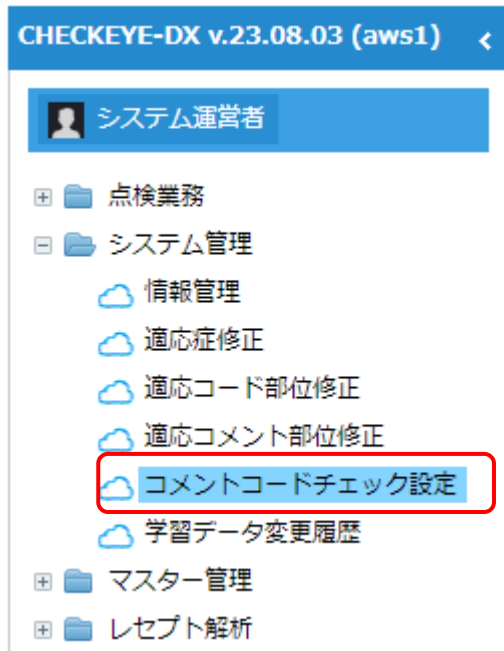 CHECKEYE-DX v.23.08.03 (aws1)
システム運営者
点検業務
システム管理
情報管理
適応症修正
適応コード部位修正
適応コメント部位修正
コメントコードチェック設定
学習データ変更履歴
マスター管理
レセプト解析